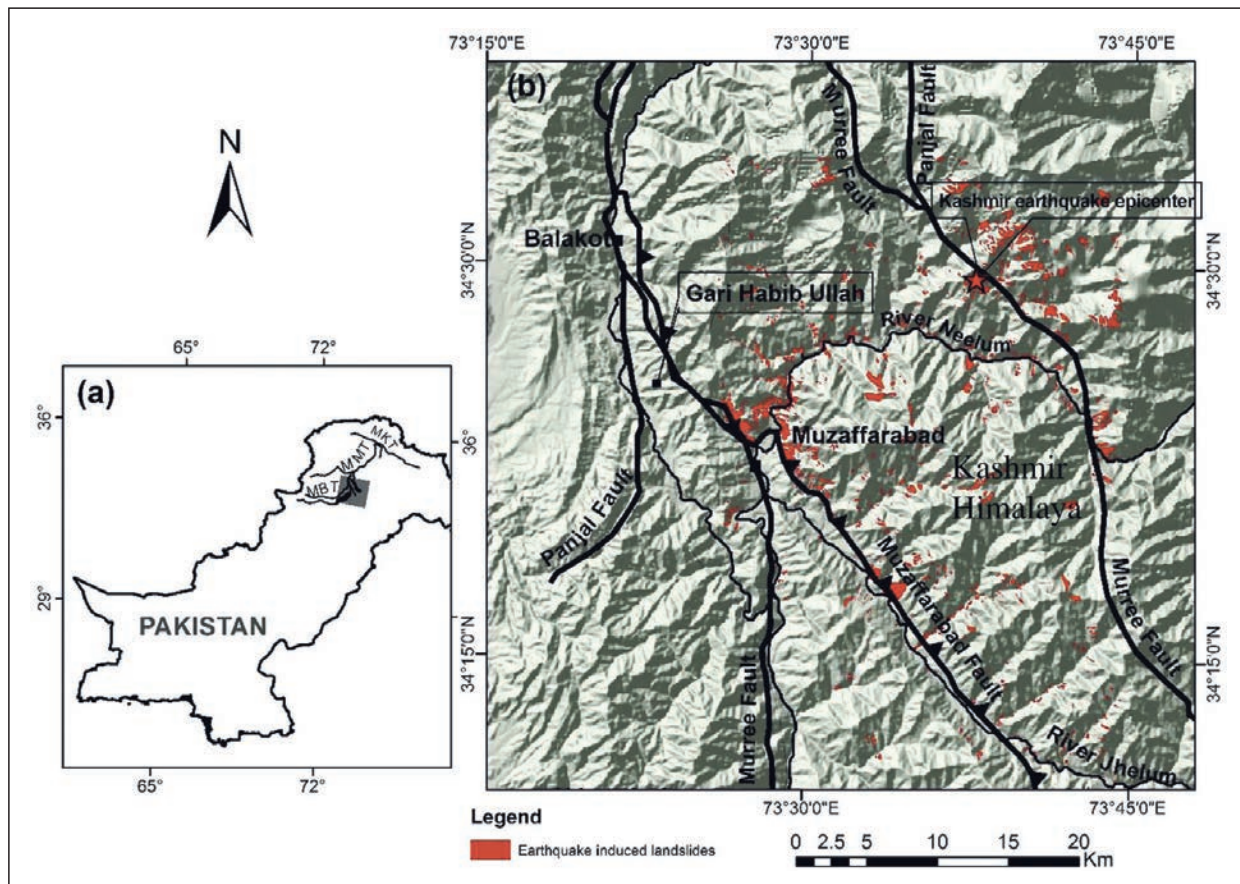 N
(a)
65°
72°
36°
36°
29°
65°
72°
MKT
MMT
MBT
PAKISTAN
(b)
73°15'0"E
73°30'0"E
73°45'0"E
34°30'0"N
34°30'0"N
34°15'0"N
34°15'0"N
73°30'0"E
73°45'0"E
Murree Fault
Panjal Fault
Kashmir earthquake epicenter
Balakot
Gari Habib Ullah
River Neelum
Muzaffarabad
Kashmir
Himalaya
Panjal Fault
Muzaffarabad Fault
Murree Fault
Murree Fault
River Jhelum
Legend
Earthquake induced landslides
0 2.5 5 10 15 20
Km